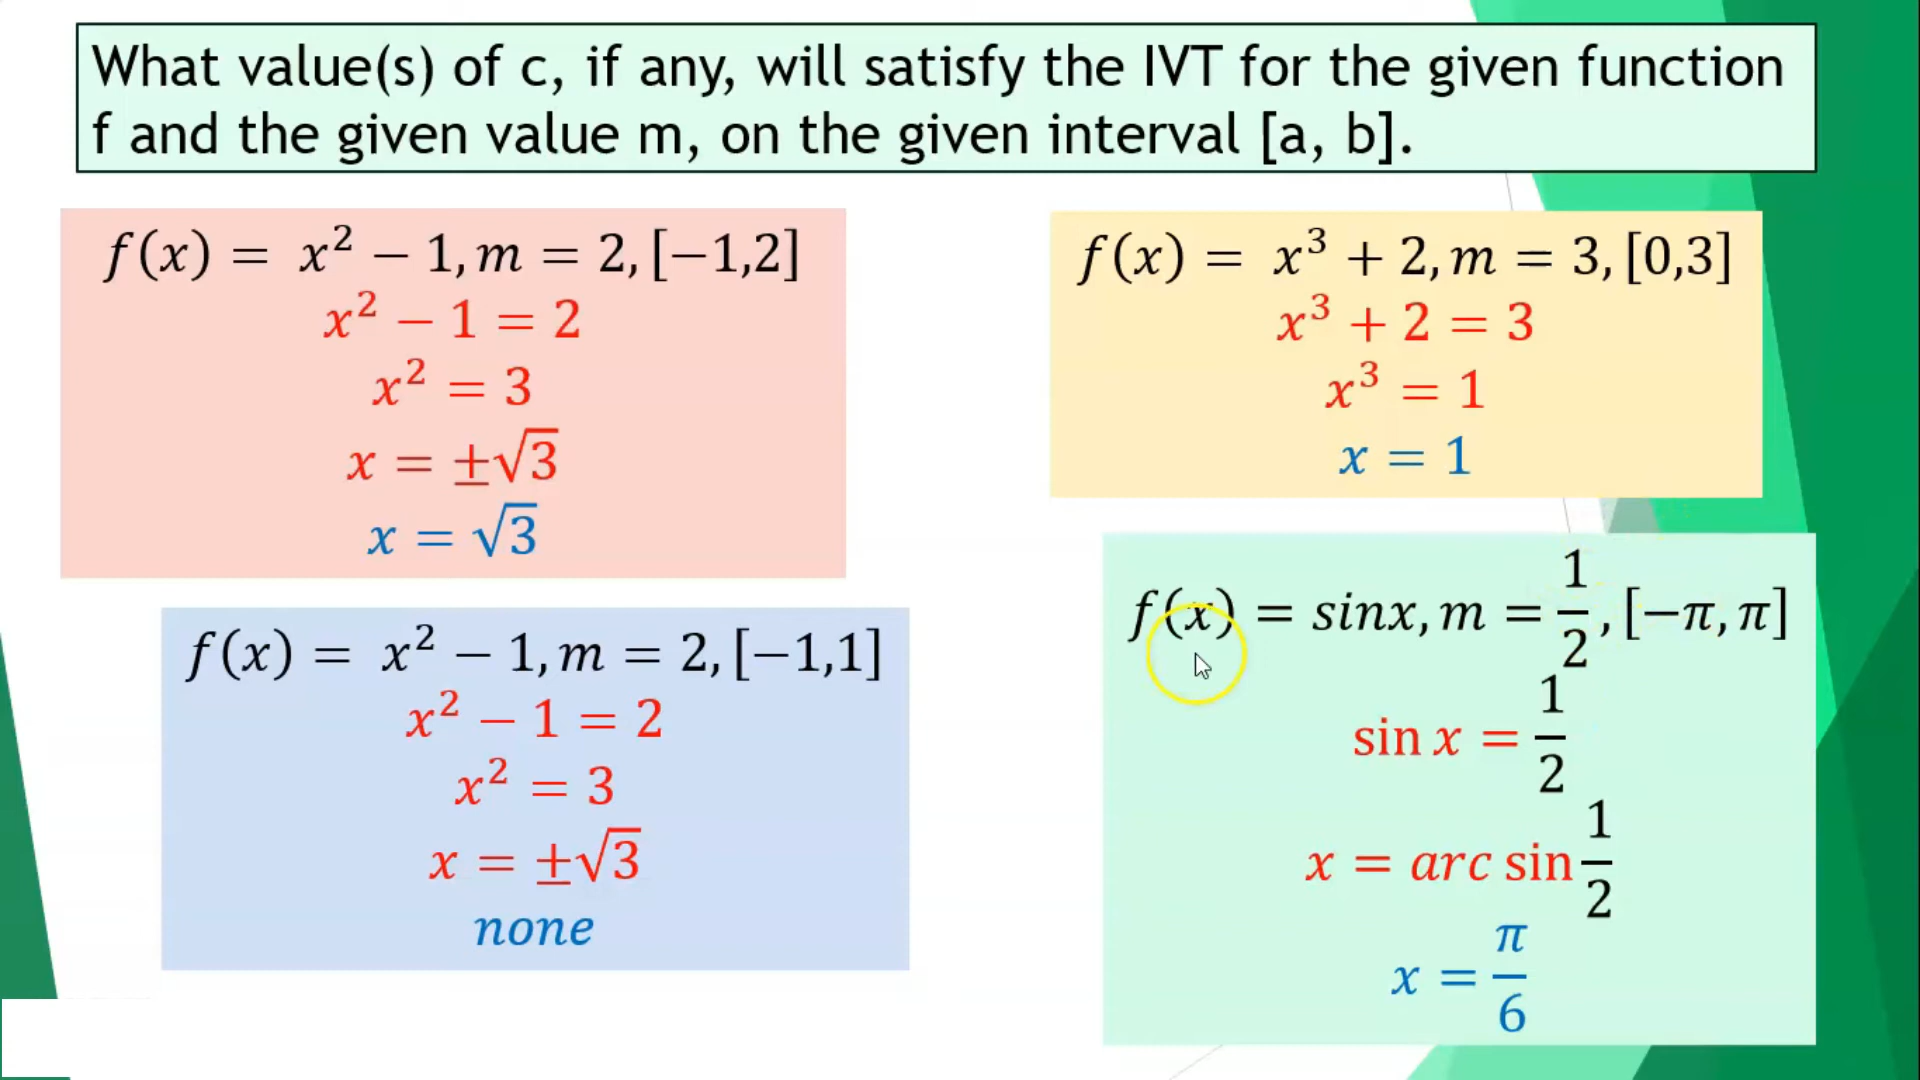 What value(s) of c, if any, will satisfy the IVT for the given function
f and the given value m, on the given interval [a, b].
f(x) = x² − 1, m = 2, [−1,2]
x² − 1 = 2
x² = 3
x = ±√3
x = √3
f(x) = x³ + 2, m = 3, [0,3]
x³ + 2 = 3
x³ = 1
x = 1
f(x) = x² − 1, m = 2, [−1,1]
x² − 1 = 2
x² = 3
x = ±√3
none
f(x) = sinx, m = 1/2, [−π, π]
sin x = 1/2
x = arc sin 1/2
x = π/6